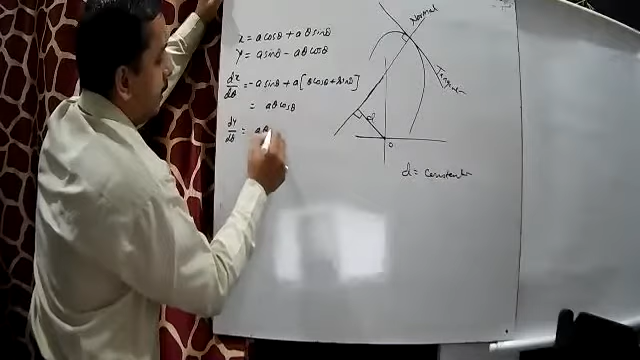 x = a cosθ + aθ sinθ
y = a sinθ - aθ cosθ
dx/dθ = -a sinθ + a[θ cosθ + sinθ]
= aθ cosθ
dy/dθ = aθ
Normal
Tangent
d
O
d = constant